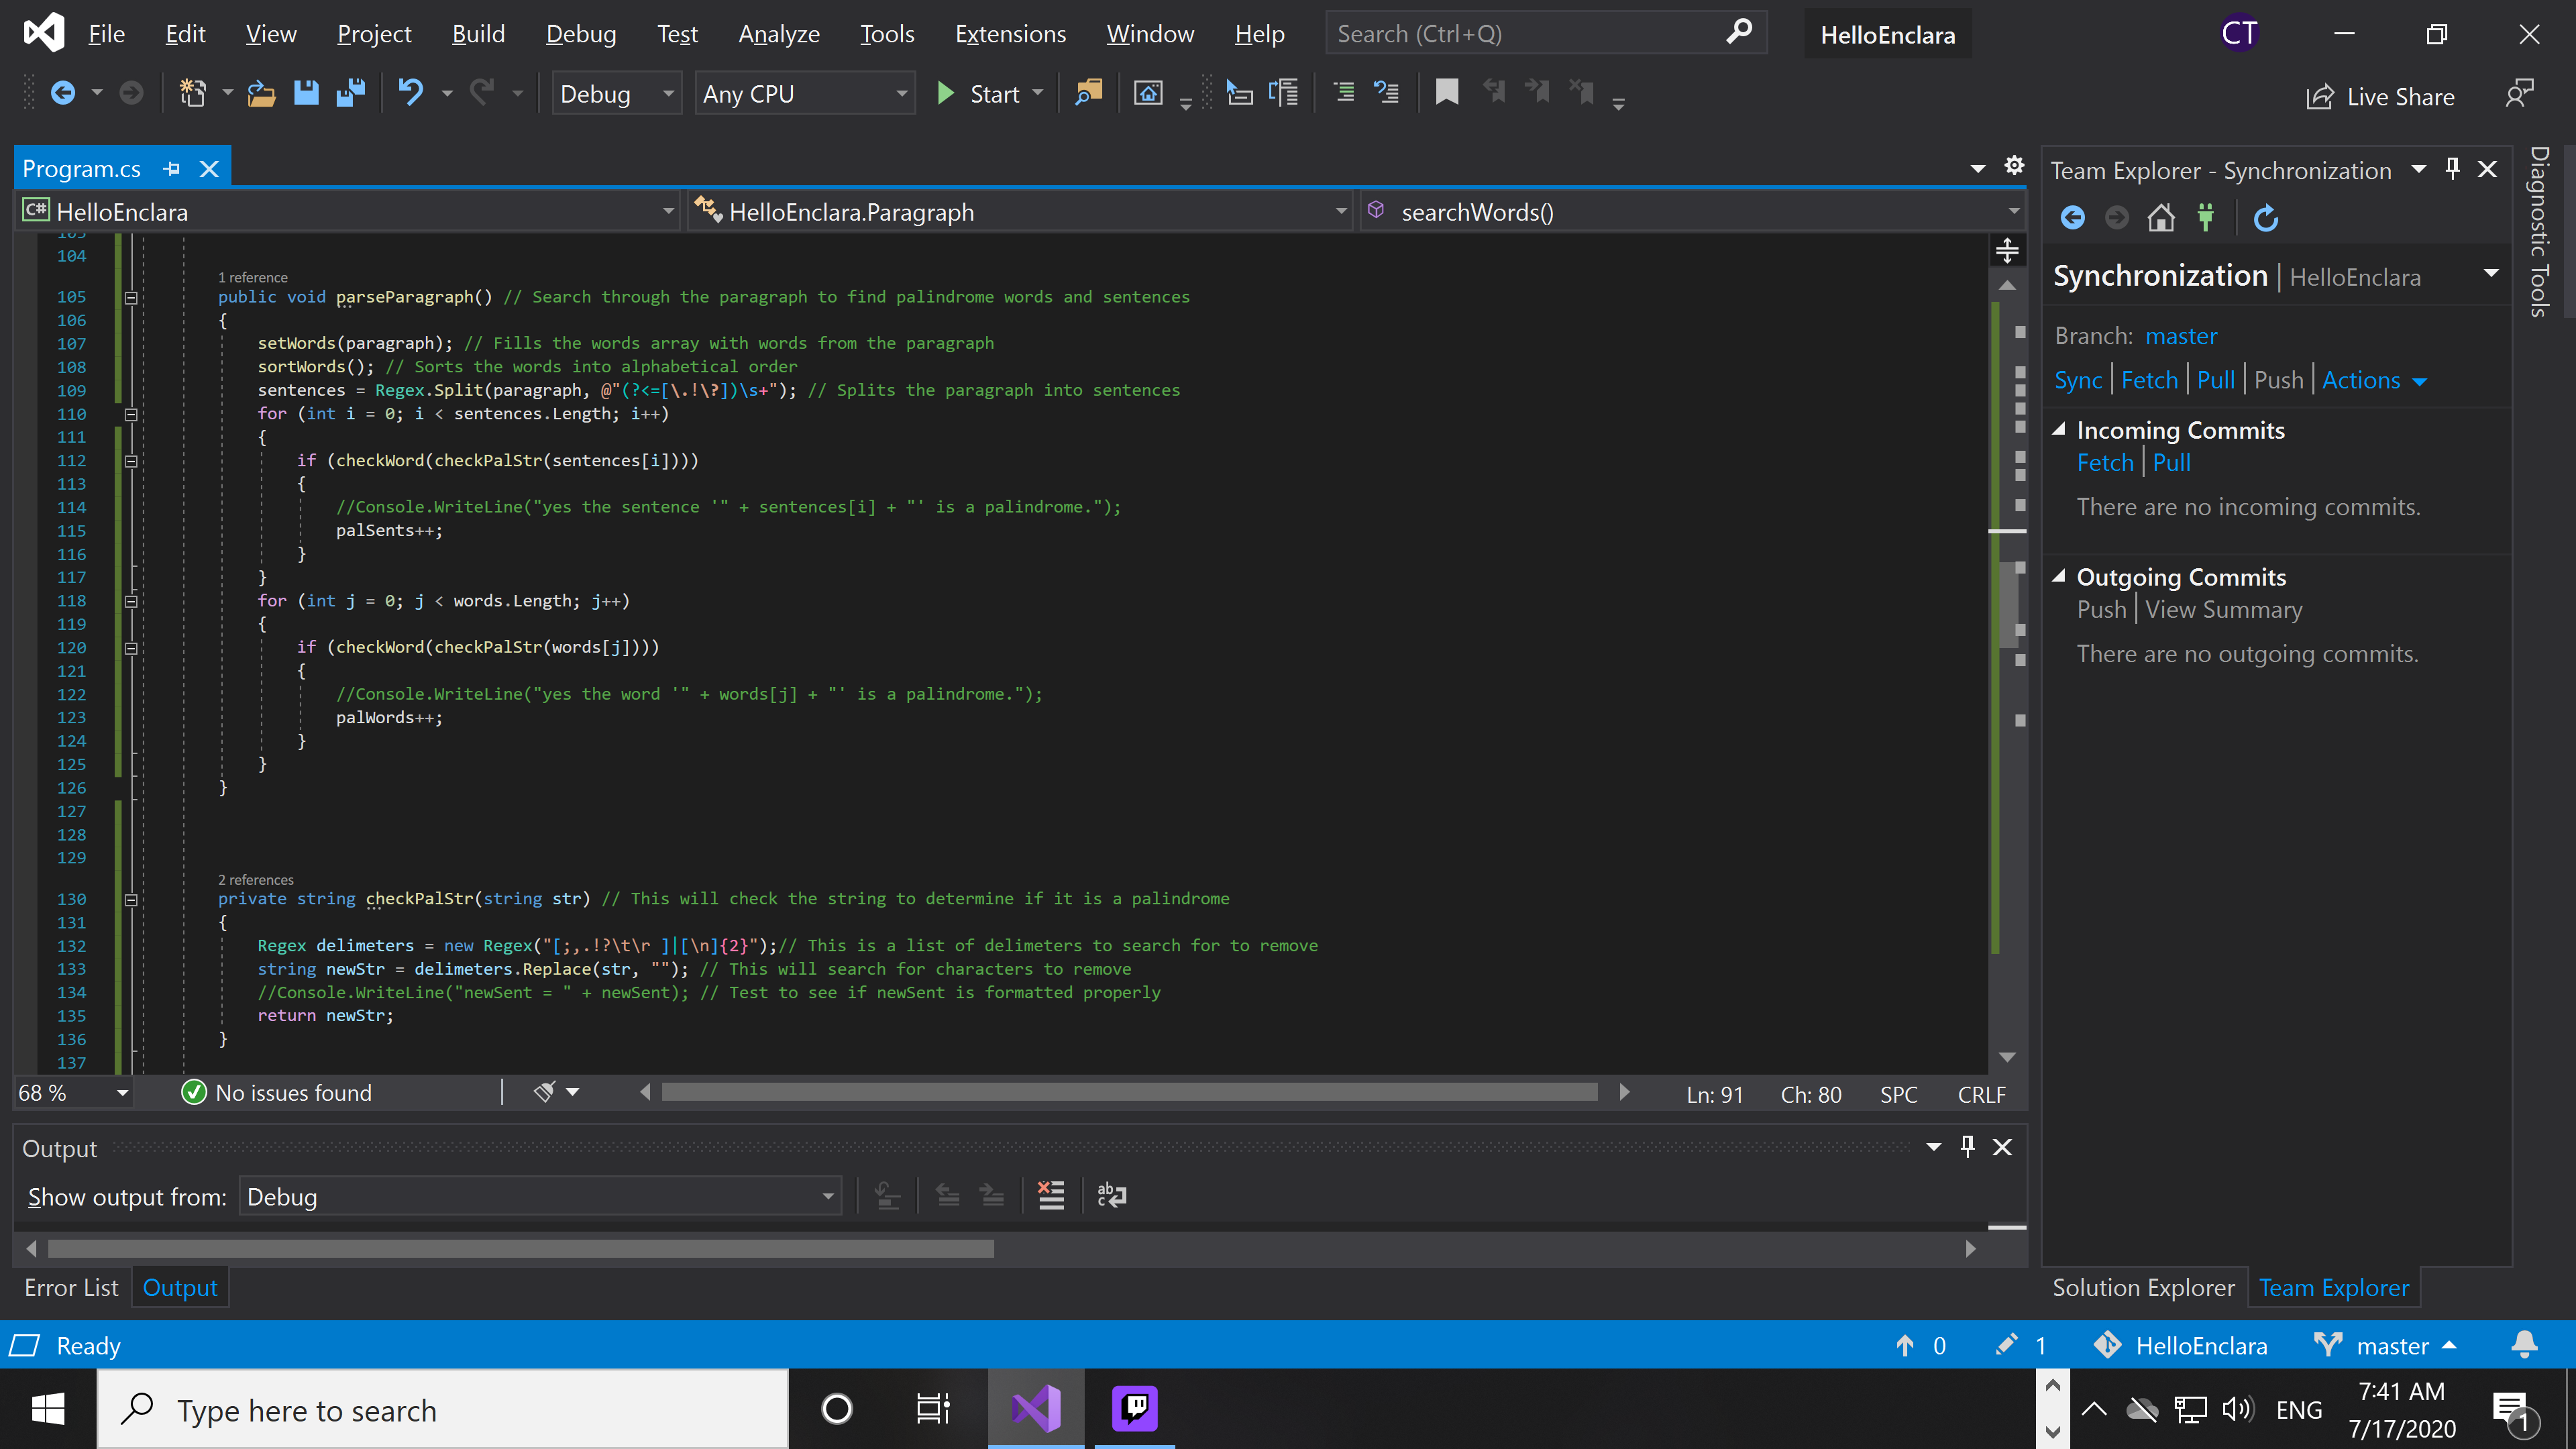 File Edit View Project Build Debug Test Analyze Tools Extensions Window Help Search (Ctrl+Q) HelloEnclara CT
Debug Any CPU Start Live Share
Program.cs
HelloEnclara HelloEnclara.Paragraph searchWords()
103
104
1 reference
105 public void parseParagraph() // Search through the paragraph to find palindrome words and sentences
106 {
107 setWords(paragraph); // Fills the words array with words from the paragraph
108 sortWords(); // Sorts the words into alphabetical order
109 sentences = Regex.Split(paragraph, @"(?<=[\.!\?])\s+"); // Splits the paragraph into sentences
110 for (int i = 0; i < sentences.Length; i++)
111 {
112 if (checkWord(checkPalStr(sentences[i])))
113 {
114 //Console.WriteLine("yes the sentence '" + sentences[i] + "' is a palindrome.");
115 palSents++;
116 }
117 }
118 for (int j = 0; j < words.Length; j++)
119 {
120 if (checkWord(checkPalStr(words[j])))
121 {
122 //Console.WriteLine("yes the word '" + words[j] + "' is a palindrome.");
123 palWords++;
124 }
125 }
126 }
127
128
129
2 references
130 private string checkPalStr(string str) // This will check the string to determine if it is a palindrome
131 {
132 Regex delimeters = new Regex("[;,.!?\t\r ]|[\n]{2}");// This is a list of delimeters to search for to remove
133 string newStr = delimeters.Replace(str, ""); // This will search for characters to remove
134 //Console.WriteLine("newSent = " + newSent); // Test to see if newSent is formatted properly
135 return newStr;
136 }
137
68 % No issues found Ln: 91 Ch: 80 SPC CRLF
Output
Show output from: Debug
Error List Output
Team Explorer - Synchronization
Synchronization | HelloEnclara
Branch: master
Sync | Fetch | Pull | Push | Actions
Incoming Commits
Fetch | Pull
There are no incoming commits.
Outgoing Commits
Push | View Summary
There are no outgoing commits.
Solution Explorer Team Explorer
Diagnostic Tools
Ready 0 1 HelloEnclara master
Type here to search ENG 7:41 AM
7/17/2020 1